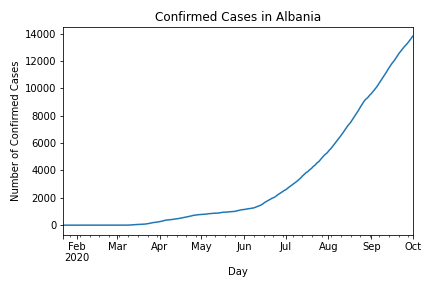 Confirmed Cases in Albania
14000
12000
10000
8000
6000
4000
2000
0
Number of Confirmed Cases
Feb Mar Apr May Jun Jul Aug Sep Oct
2020
Day